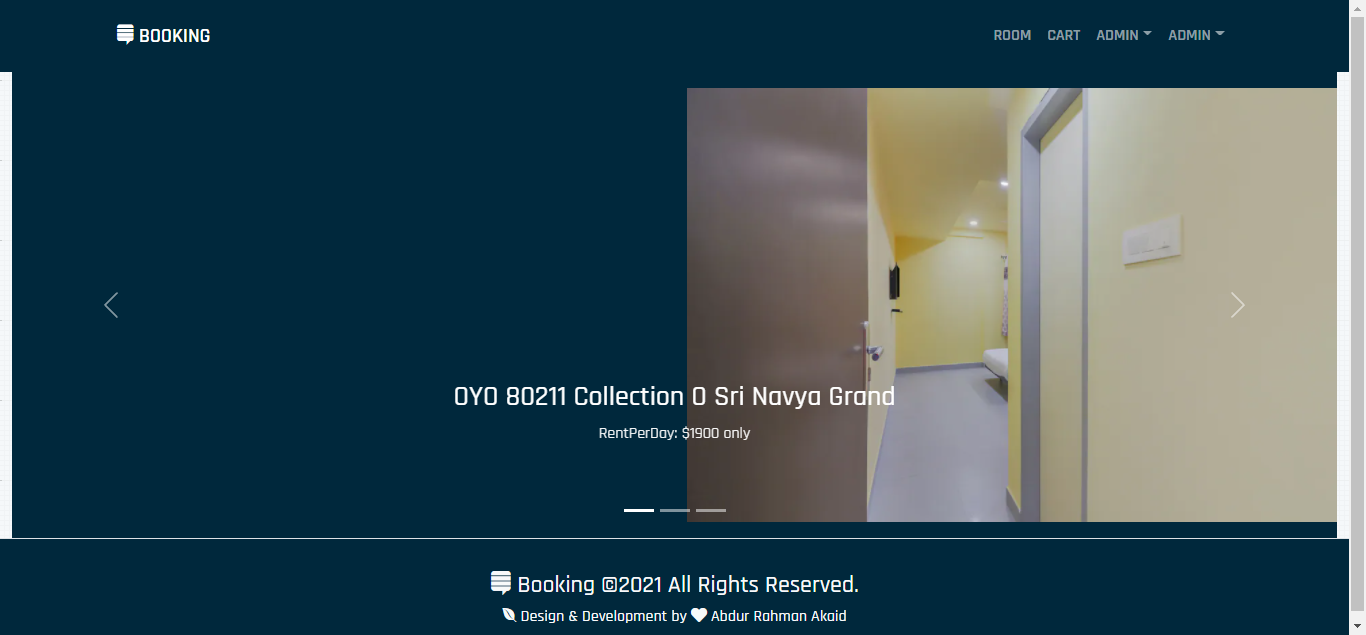 BOOKING
ROOM CART ADMIN ADMIN
OYO 80211 Collection O Sri Navya Grand
RentPerDay: $1900 only
Booking ©2021 All Rights Reserved.
Design & Development by Abdur Rahman Akaid